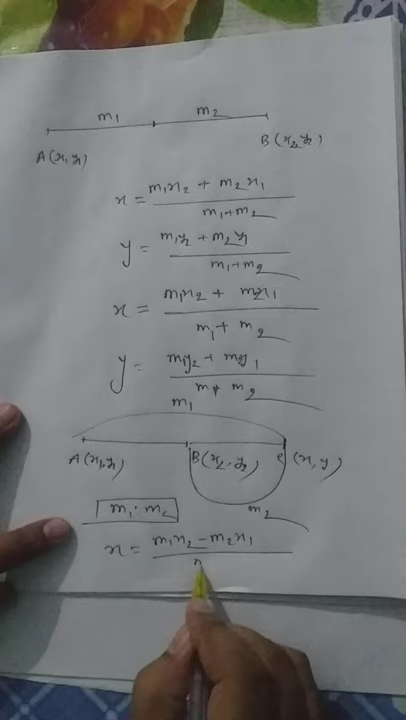 m₁ m₂
A(x₁, y₁) B(x₂, y₂)
x = (m₁x₂ + m₂x₁) / (m₁+m₂)
y = (m₁y₂ + m₂y₁) / (m₁+m₂)
x = (m₁x₂ + m₂x₁) / (m₁ + m₂)
y = (m₁y₂ + m₂y₁) / (m₁ + m₂)
m₁
A(x₁, y₁) B(x₂, y₂) C (x, y)
m₁ : m₂ m₂
x = (m₁x₂ − m₂x₁) /